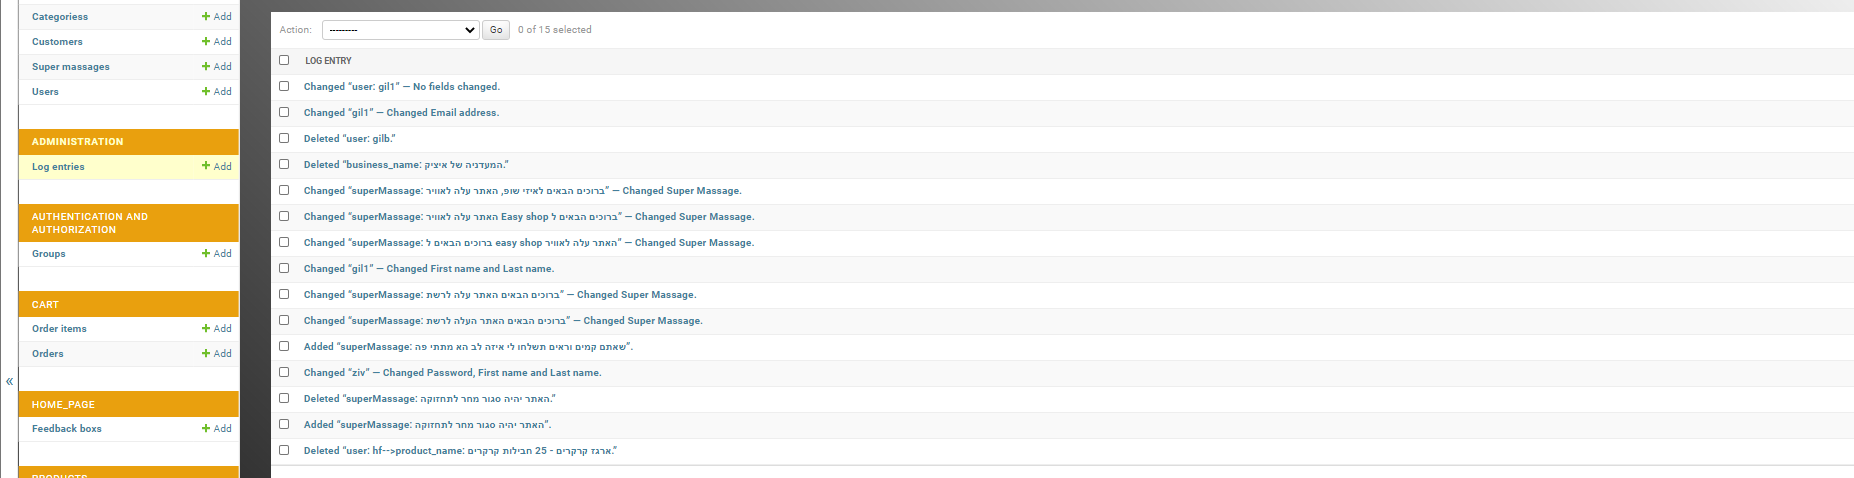 Categoriess + Add
Customers + Add
Super massages + Add
Users + Add
ADMINISTRATION
Log entries + Add
AUTHENTICATION AND
AUTHORIZATION
Groups + Add
CART
Order items + Add
Orders + Add
«
HOME_PAGE
Feedback boxs + Add
PRODUCTS
Action: --------- Go 0 of 15 selected
LOG ENTRY
Changed “user: gil1” — No fields changed.
Changed “gil1” — Changed Email address.
Deleted “user: gilb.”
Deleted “business_name: המעדניה של איציק.”
Changed “superMassage: ברוכים הבאים לאיזי שופ, האתר עלה לאוויר” — Changed Super Massage.
Changed “superMassage: ברוכים הבאים ל Easy shop האתר עלה לאוויר” — Changed Super Massage.
Changed “superMassage: ברוכים הבאים ל easy shop האתר עלה לאוויר” — Changed Super Massage.
Changed “gil1” — Changed First name and Last name.
Changed “superMassage: ברוכים הבאים האתר עלה לרשת” — Changed Super Massage.
Changed “superMassage: ברוכים הבאים האתר העלה לרשת” — Changed Super Massage.
Added “superMassage: שאתם קמים וראים תשלחו לי איזה לב הא מתתי פה”.
Changed “ziv” — Changed Password, First name and Last name.
Deleted “superMassage: האתר יהיה סגור מחר לתחזוקה.”
Added “superMassage: האתר יהיה סגור מחר לתחזוקה”.
Deleted “user: hf-->product_name: ארגז קרקרים - 25 חבילות קרקרים.”